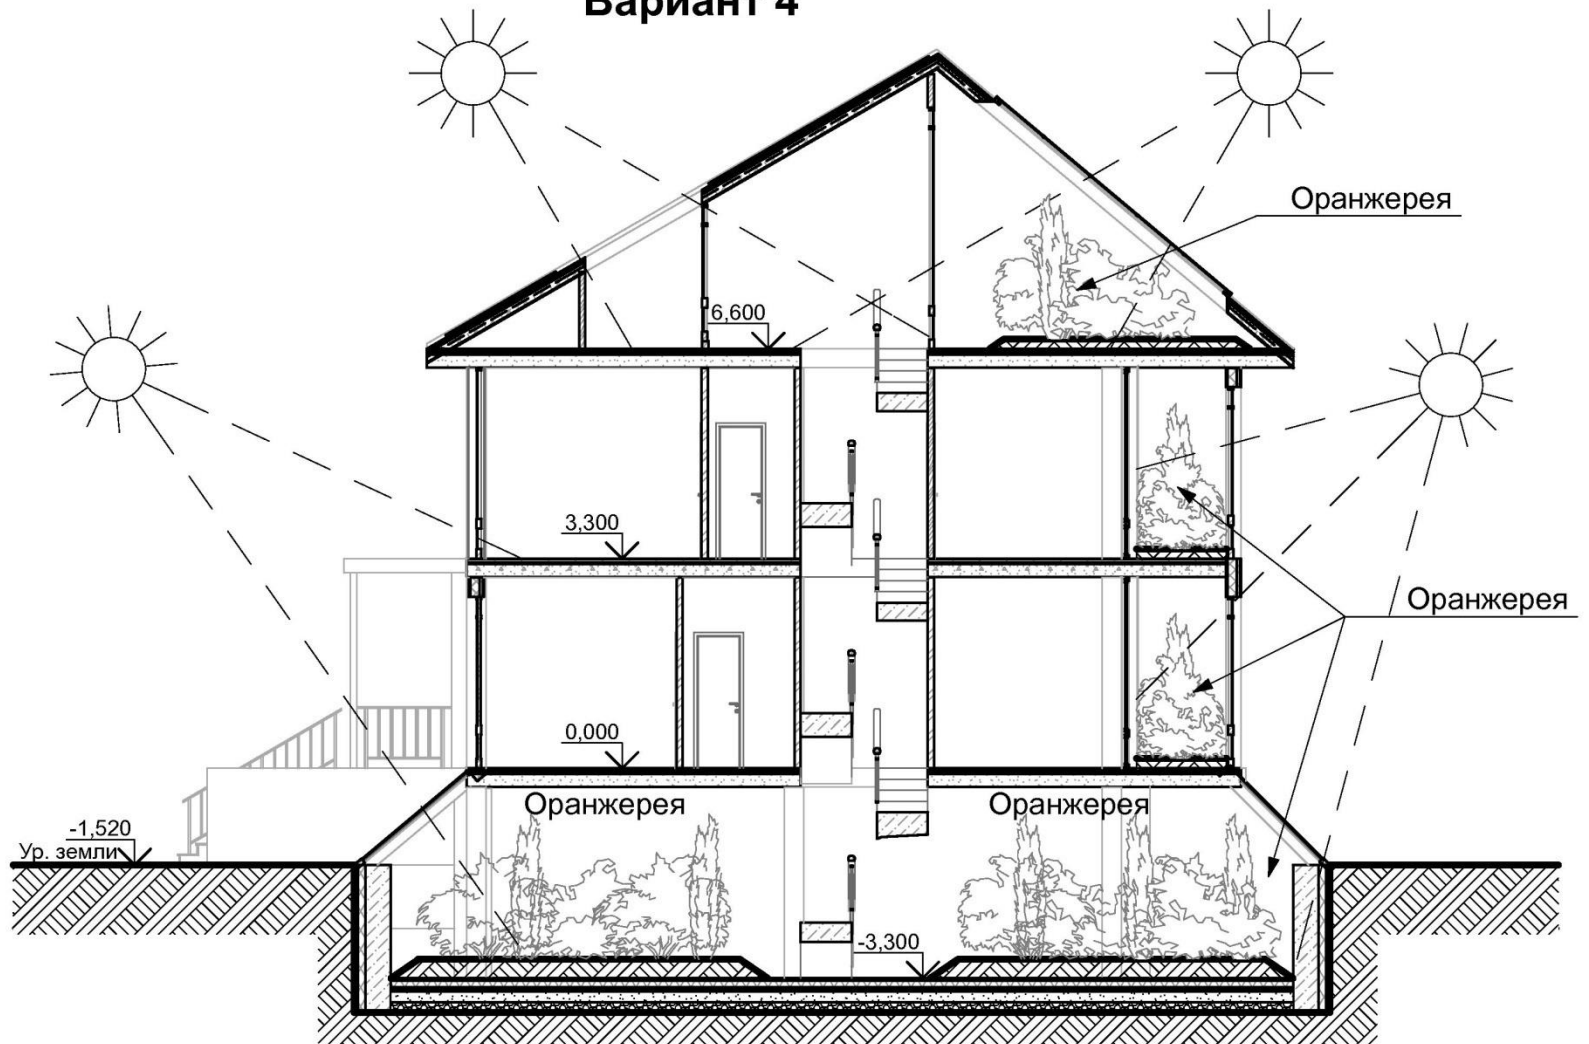 Вариант 4
Оранжерея
6,600
3,300
Оранжерея
0,000
Оранжерея
Оранжерея
-1,520
Ур. земли
-3,300